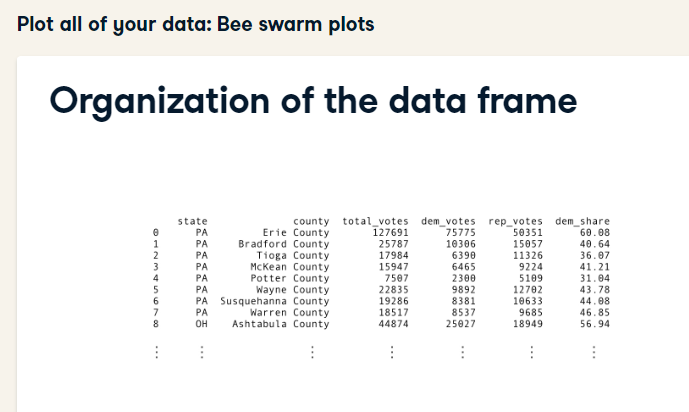 Plot all of your data: Bee swarm plots
Organization of the data frame
state county total_votes dem_votes rep_votes dem_share
0 PA Erie County 127691 75775 50351 60.08
1 PA Bradford County 25787 10306 15057 40.64
2 PA Tioga County 17984 6390 11326 36.07
3 PA McKean County 15947 6465 9224 41.21
4 PA Potter County 7507 2300 5109 31.04
5 PA Wayne County 22835 9892 12702 43.78
6 PA Susquehanna County 19286 8381 10633 44.08
7 PA Warren County 18517 8537 9685 46.85
8 OH Ashtabula County 44874 25027 18949 56.94
⋮ ⋮ ⋮ ⋮ ⋮ ⋮ ⋮